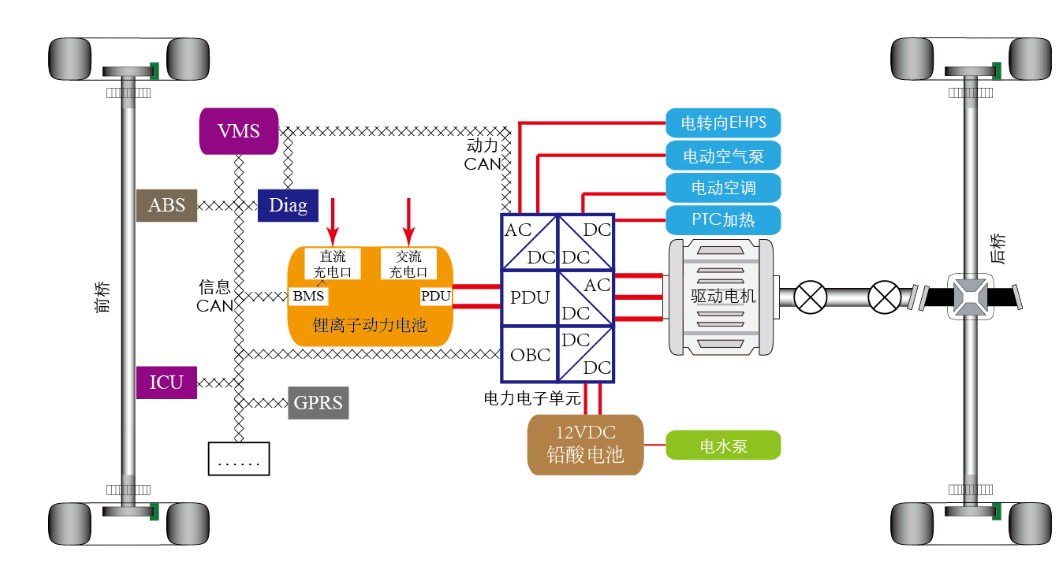 VMS
ABS
Diag
动力
CAN
电转向EHPS
电动空气泵
电动空调
PTC加热
AC
DC
DC
DC
直流
充电口
交流
充电口
信息
CAN
BMS
PDU
锂离子动力电池
PDU
AC
DC
驱动电机
前桥
后桥
OBC
DC
DC
ICU
GPRS
电力电子单元
12VDC
铅酸电池
电水泵
......